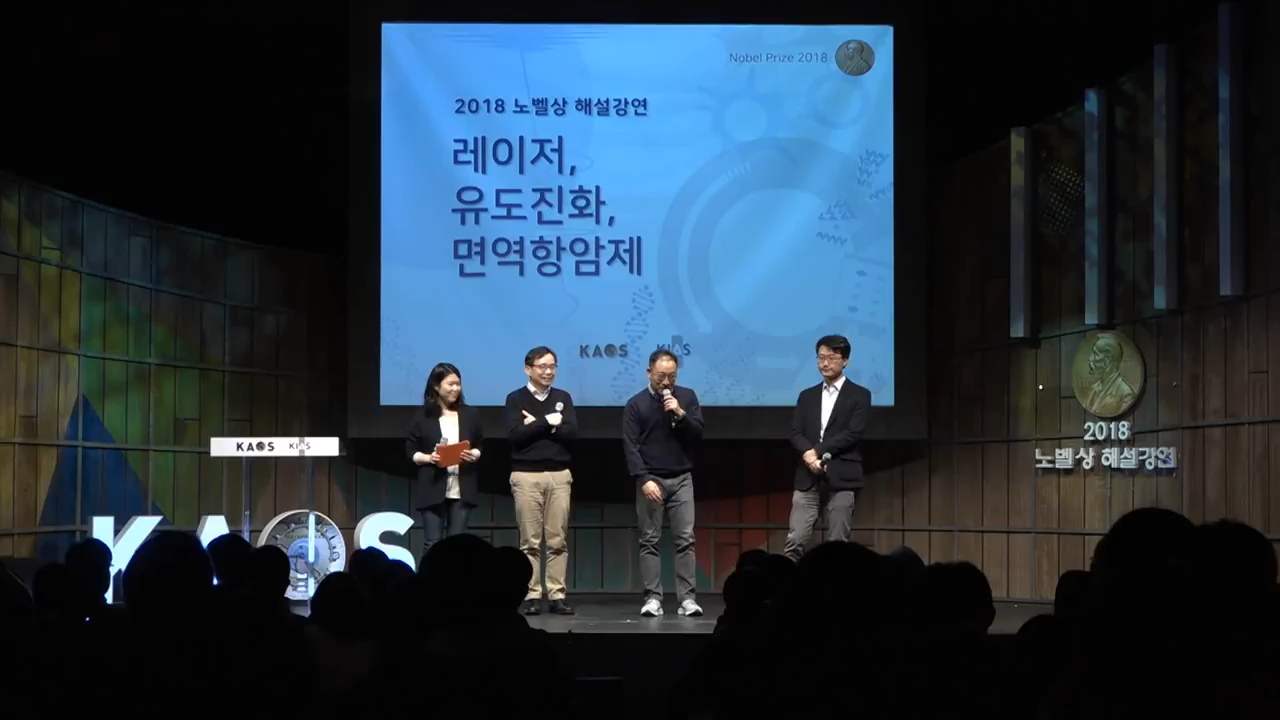 Nobel Prize 2018
2018 노벨상 해설강연
레이저,
유도진화,
면역항암제
KAOS KIAS
KAOS KIAS
KAOS
2018
노벨상 해설강연